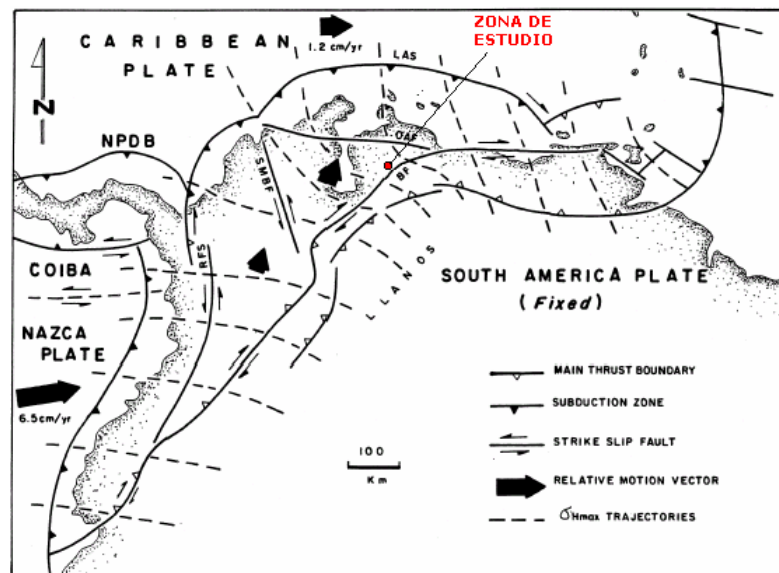 ZONA DE
ESTUDIO
CARIBBEAN
PLATE
1.2 cm/yr
LAS
N
NPDB
OAF
BF
SMBF
RFS
LLANOS
COIBA
SOUTH AMERICA PLATE
(Fixed)
NAZCA
PLATE
6.5 cm/yr
MAIN THRUST BOUNDARY
SUBDUCTION ZONE
STRIKE SLIP FAULT
RELATIVE MOTION VECTOR
σHmax TRAJECTORIES
100
Km